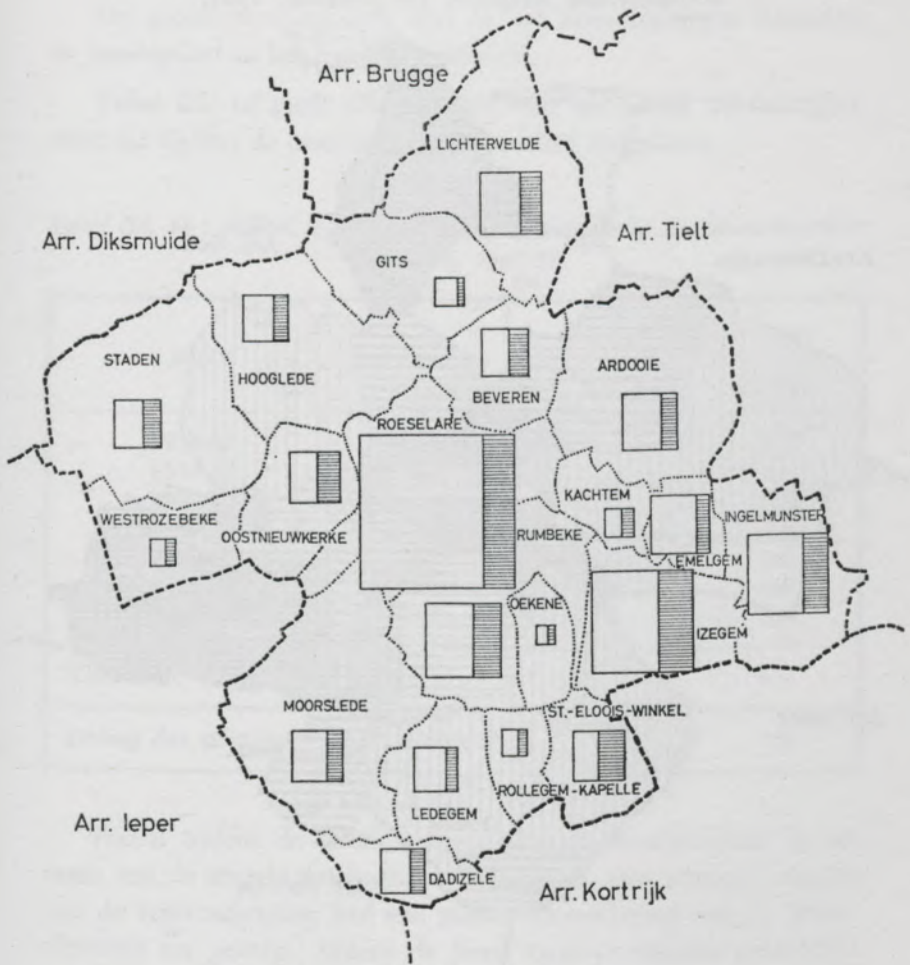 Arr. Brugge
LICHTERVELDE
Arr. Diksmuide
Arr. Tielt
GITS
STADEN
HOOGLEDE
BEVEREN
ARDOOIE
ROESELARE
KACHTEM
WESTROZEBEKE
OOSTNIEUWKERKE
RUMBEKE
INGELMUNSTER
EMELGEM
OEKENE
IZEGEM
MOORSLEDE
ST.-ELOOIS-WINKEL
ROLLEGEM-KAPELLE
LEDEGEM
Arr. Ieper
DADIZELE
Arr. Kortrijk